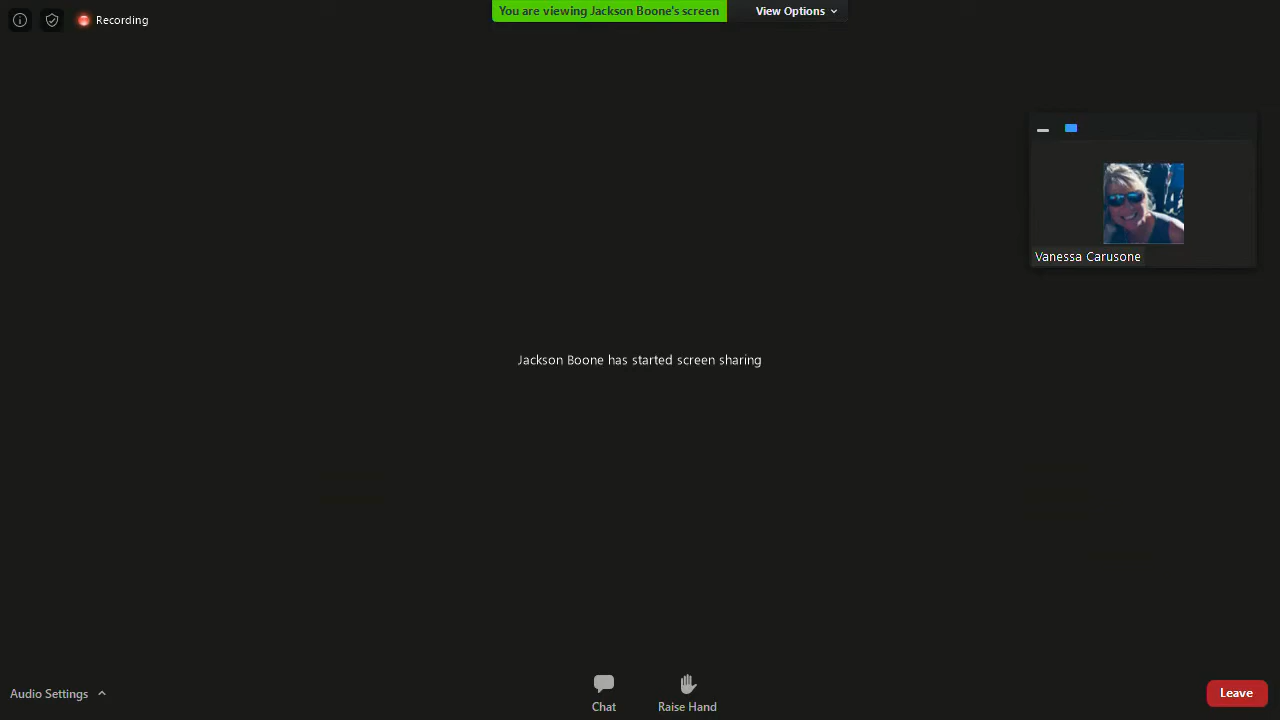 Recording
You are viewing Jackson Boone's screen
View Options
Vanessa Carusone
Jackson Boone has started screen sharing
Audio Settings
Chat
Raise Hand
Leave